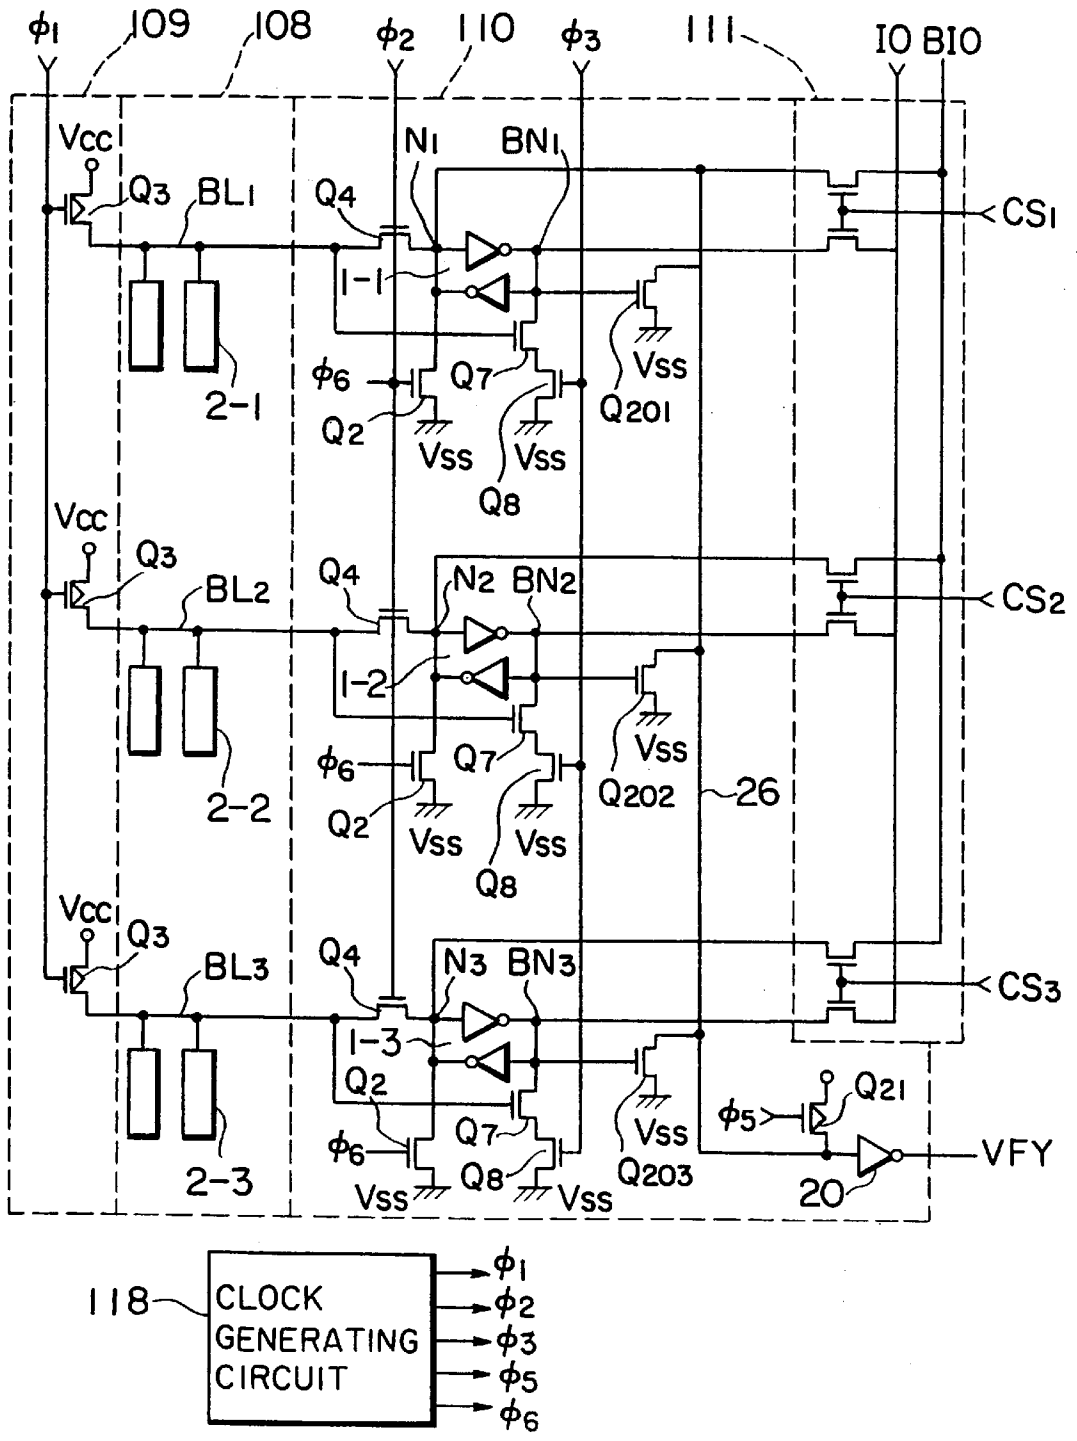 109 108 110 111
ϕ1 ϕ2 ϕ3 IO BIO
VCC N1 BN1
Q3 BL1 Q4 CS1
1-1
VSS
ϕ6 Q7
2-1 Q201
Q2 VSS VSS
Q8
VCC
Q3 Q4 N2 BN2
BL2 CS2
1-2
VSS
ϕ6 Q7
2-2 Q202 26
Q2 VSS VSS
Q8
VCC
Q3 Q4 N3 BN3
BL3 CS3
1-3
Q2 Q21
ϕ5
Q7 VSS
ϕ6 VFY
2-3 Q8 Q203 20
VSS VSS
118 CLOCK GENERATING CIRCUIT
ϕ1
ϕ2
ϕ3
ϕ5
ϕ6